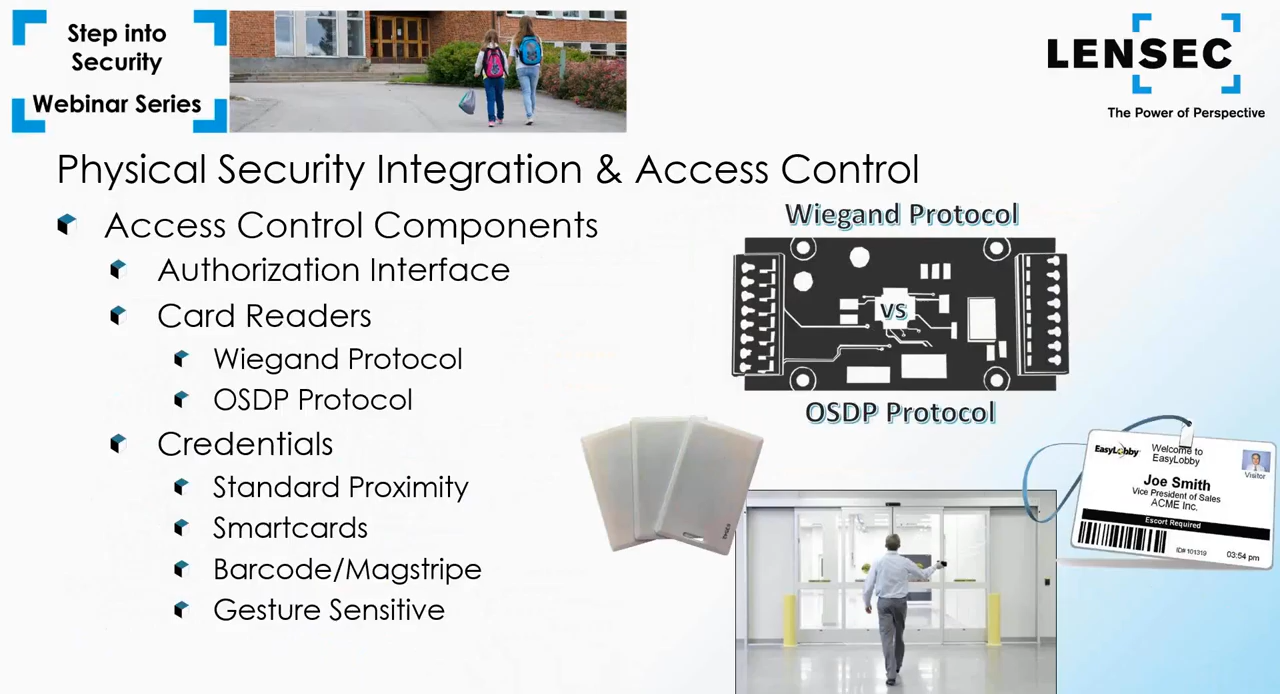 Step into
Security
Webinar Series
LENSEC
The Power of Perspective
Physical Security Integration & Access Control
Access Control Components
Authorization Interface
Card Readers
Wiegand Protocol
OSDP Protocol
Credentials
Standard Proximity
Smartcards
Barcode/Magstripe
Gesture Sensitive
Wiegand Protocol
VS
OSDP Protocol
EasyLobby
Welcome to
EasyLobby
Visitor
Joe Smith
Vice President of Sales
ACME Inc.
Escort Required
ID# 101319
03:54 pm